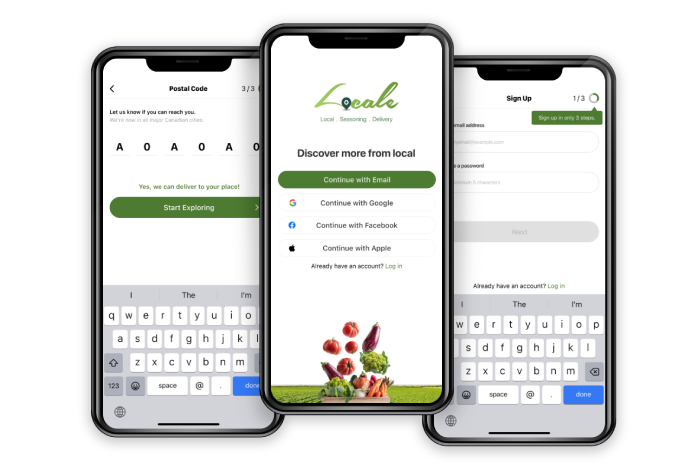 Postal Code
3/3
Let us know if you can reach you.
We're now in all major Canadian cities.
A 0 A 0 A 0
Yes, we can deliver to your place!
Start Exploring
I The I'm
q w e r t y u i o
a s d f g h j k l
z x c v b n m
123 space @ . done
Locale
Local . Seasoning . Delivery
Discover more from local
Continue with Email
Continue with Google
Continue with Facebook
Continue with Apple
Already have an account? Log in
Sign Up
1/3
Sign up in only 3 steps.
email address
a password
Next
Already have an account? Log in
I The I'm
w e r t y u i o p
s d f g h j k l
z x c v b n m
space @ . done